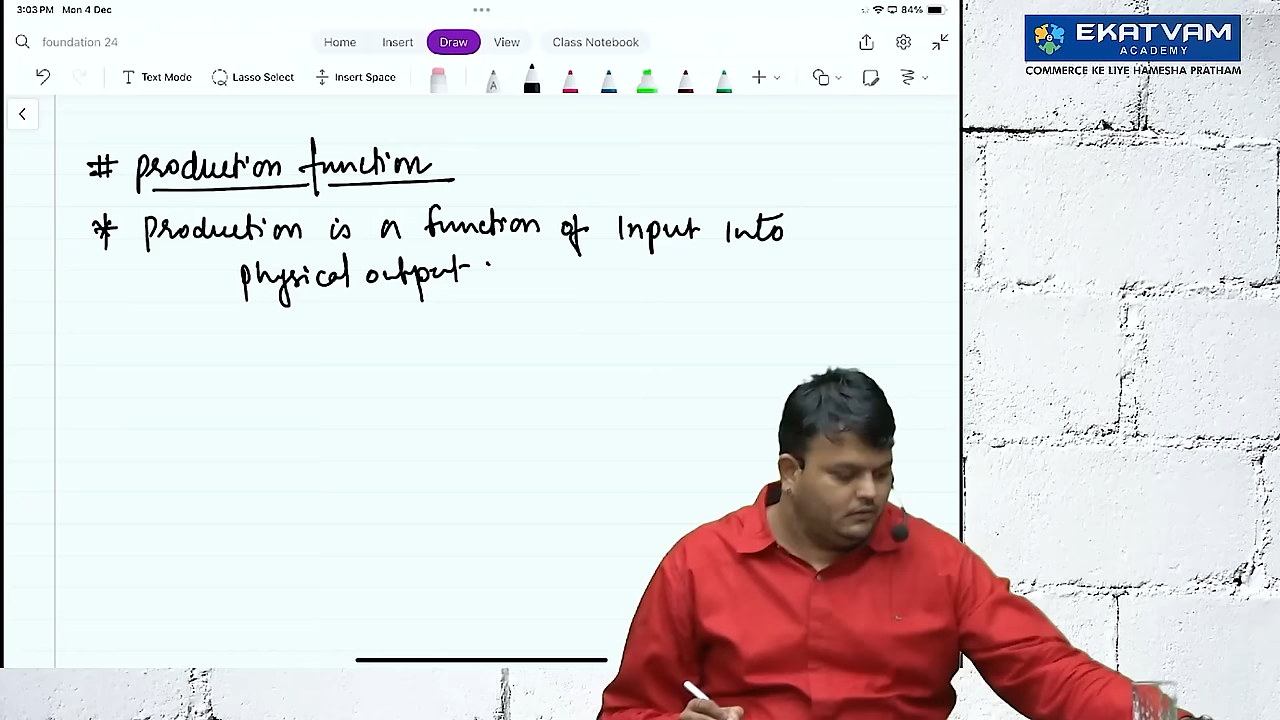 3:03 PM Mon 4 Dec
84%
foundation 24
Home Insert Draw View Class Notebook
Text Mode Lasso Select Insert Space
# production function
* production is a function of Input Into
physical output.
EKATVAM
ACADEMY
COMMERCE KE LIYE HAMESHA PRATHAM